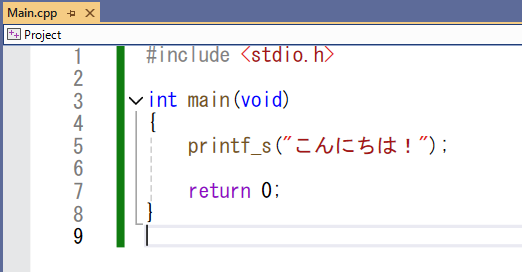 Main.cpp
Project
1 #include <stdio.h>
2
3 int main(void)
4 {
5     printf_s("こんにちは！");
6
7     return 0;
8 }
9